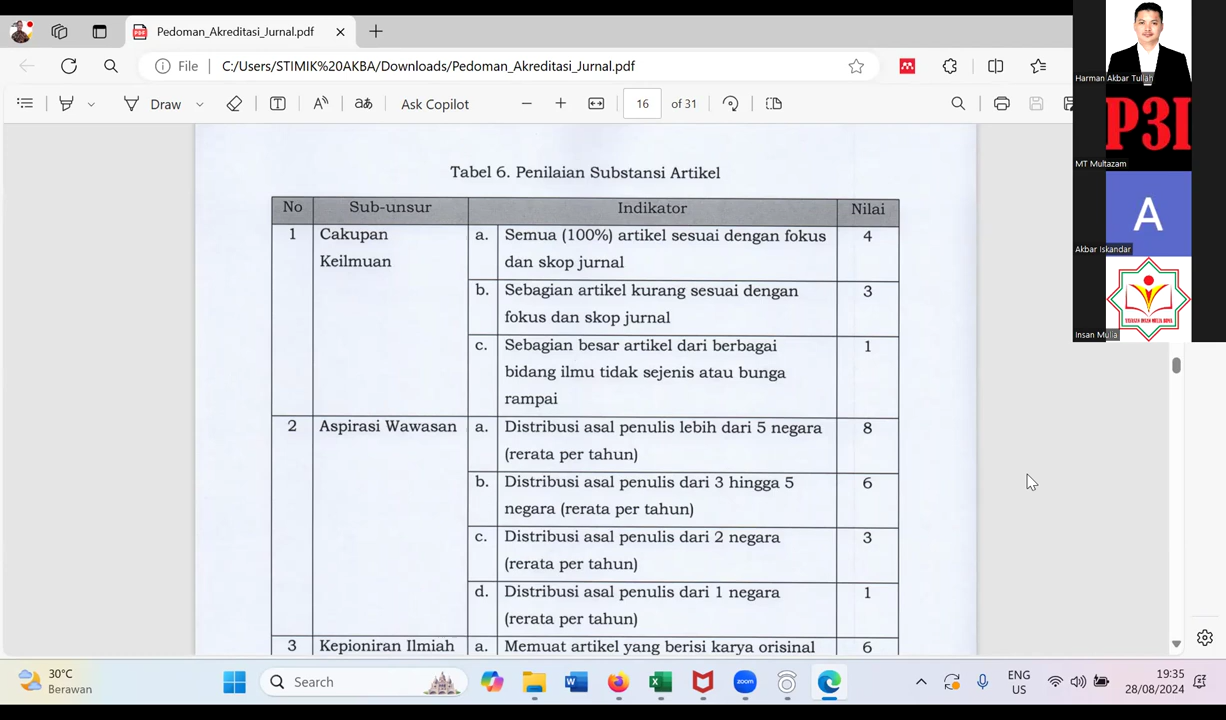 Pedoman_Akreditasi_Jurnal.pdf
File
C:/Users/STIMIK%20AKBA/Downloads/Pedoman_Akreditasi_Jurnal.pdf
Draw
aあ
Ask Copilot
16 of 31
Harman Akbar Tullah
P3I
MT Multazam
A
Akbar Iskandar
Insan Mulia
Tabel 6. Penilaian Substansi Artikel
No Sub-unsur Indikator Nilai
1 Cakupan a. Semua (100%) artikel sesuai dengan fokus 4
Keilmuan dan skop jurnal
b. Sebagian artikel kurang sesuai dengan 3
fokus dan skop jurnal
c. Sebagian besar artikel dari berbagai 1
bidang ilmu tidak sejenis atau bunga
rampai
2 Aspirasi Wawasan a. Distribusi asal penulis lebih dari 5 negara 8
(rerata per tahun)
b. Distribusi asal penulis dari 3 hingga 5 6
negara (rerata per tahun)
c. Distribusi asal penulis dari 2 negara 3
(rerata per tahun)
d. Distribusi asal penulis dari 1 negara 1
(rerata per tahun)
3 Kepioniran Ilmiah a. Memuat artikel yang berisi karya orisinal 6
30°C
Berawan
Search
zoom
ENG
US
19:35
28/08/2024